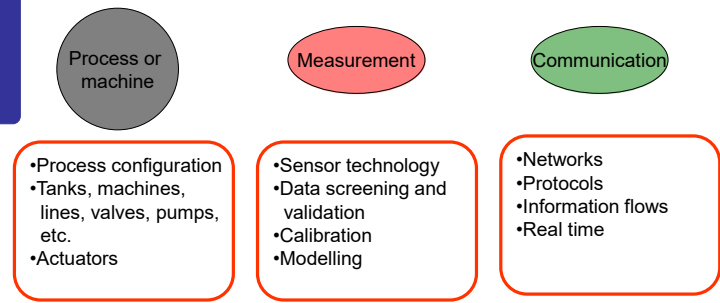 Process or
machine
Measurement
Communication
•Process configuration
•Tanks, machines,
lines, valves, pumps,
etc.
•Actuators
•Sensor technology
•Data screening and
validation
•Calibration
•Modelling
•Networks
•Protocols
•Information flows
•Real time